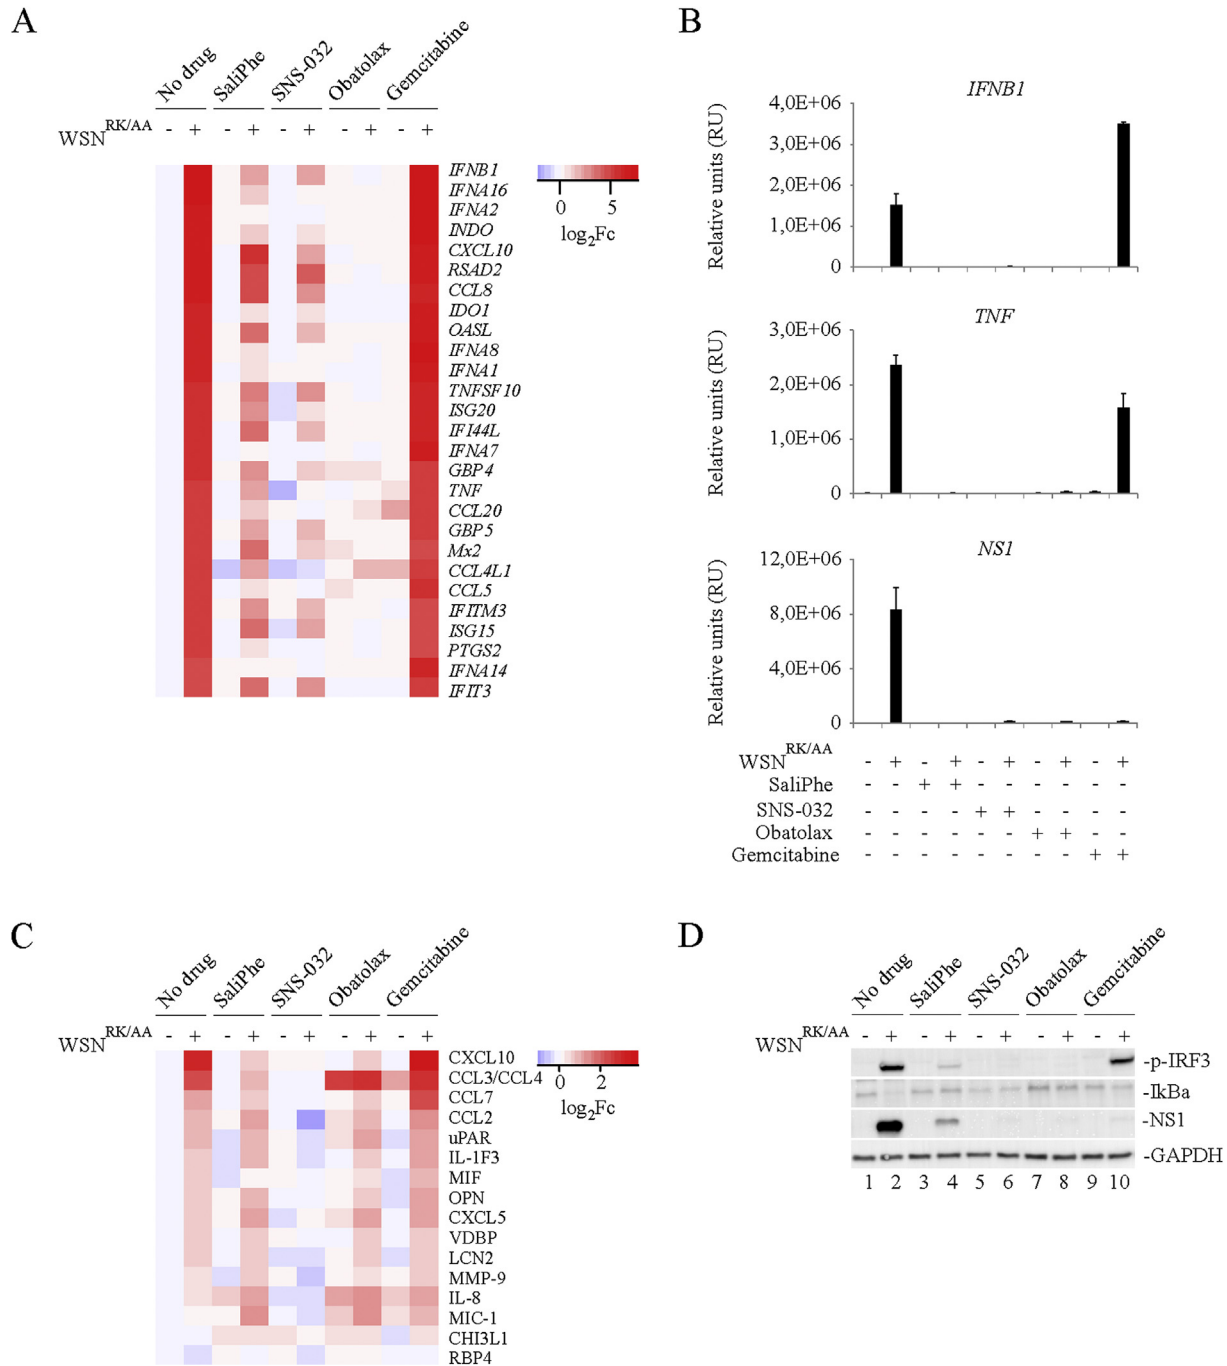 A
No drug
SaliPhe
SNS-032
Obatolax
Gemcitabine
WSN^RK/AA - + - + - + - + - +
IFNB1
IFNA16
IFNA2
INDO
CXCL10
RSAD2
CCL8
IDO1
OASL
IFNA8
IFNA1
TNFSF10
ISG20
IFI44L
IFNA7
GBP4
TNF
CCL20
GBP5
Mx2
CCL4L1
CCL5
IFITM3
ISG15
PTGS2
IFNA14
IFIT3
0 5
log2Fc
B
IFNB1
Relative units (RU)
4,0E+06
3,0E+06
2,0E+06
1,0E+06
0
TNF
Relative units (RU)
3,0E+06
2,0E+06
1,0E+06
0
NS1
Relative units (RU)
12,0E+06
8,0E+06
4,0E+06
0
WSN^RK/AA - + - + - + - + - +
SaliPhe - - + + - - - - - -
SNS-032 - - - - + + - - - -
Obatolax - - - - - - + + - -
Gemcitabine - - - - - - - - + +
C
No drug
SaliPhe
SNS-032
Obatolax
Gemcitabine
WSN^RK/AA - + - + - + - + - +
CXCL10
CCL3/CCL4
CCL7
CCL2
uPAR
IL-1F3
MIF
OPN
CXCL5
VDBP
LCN2
MMP-9
IL-8
MIC-1
CHI3L1
RBP4
0 2
log2Fc
D
No drug
SaliPhe
SNS-032
Obatolax
Gemcitabine
WSN^RK/AA - + - + - + - + - +
-p-IRF3
-IkBa
-NS1
-GAPDH
1 2 3 4 5 6 7 8 9 10